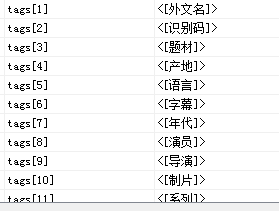 tags[1] <[外文名]>
tags[2] <[识别码]>
tags[3] <[题材]>
tags[4] <[产地]>
tags[5] <[语言]>
tags[6] <[字幕]>
tags[7] <[年代]>
tags[8] <[演员]>
tags[9] <[导演]>
tags[10] <[制片]>
tags[11] <[系列]>